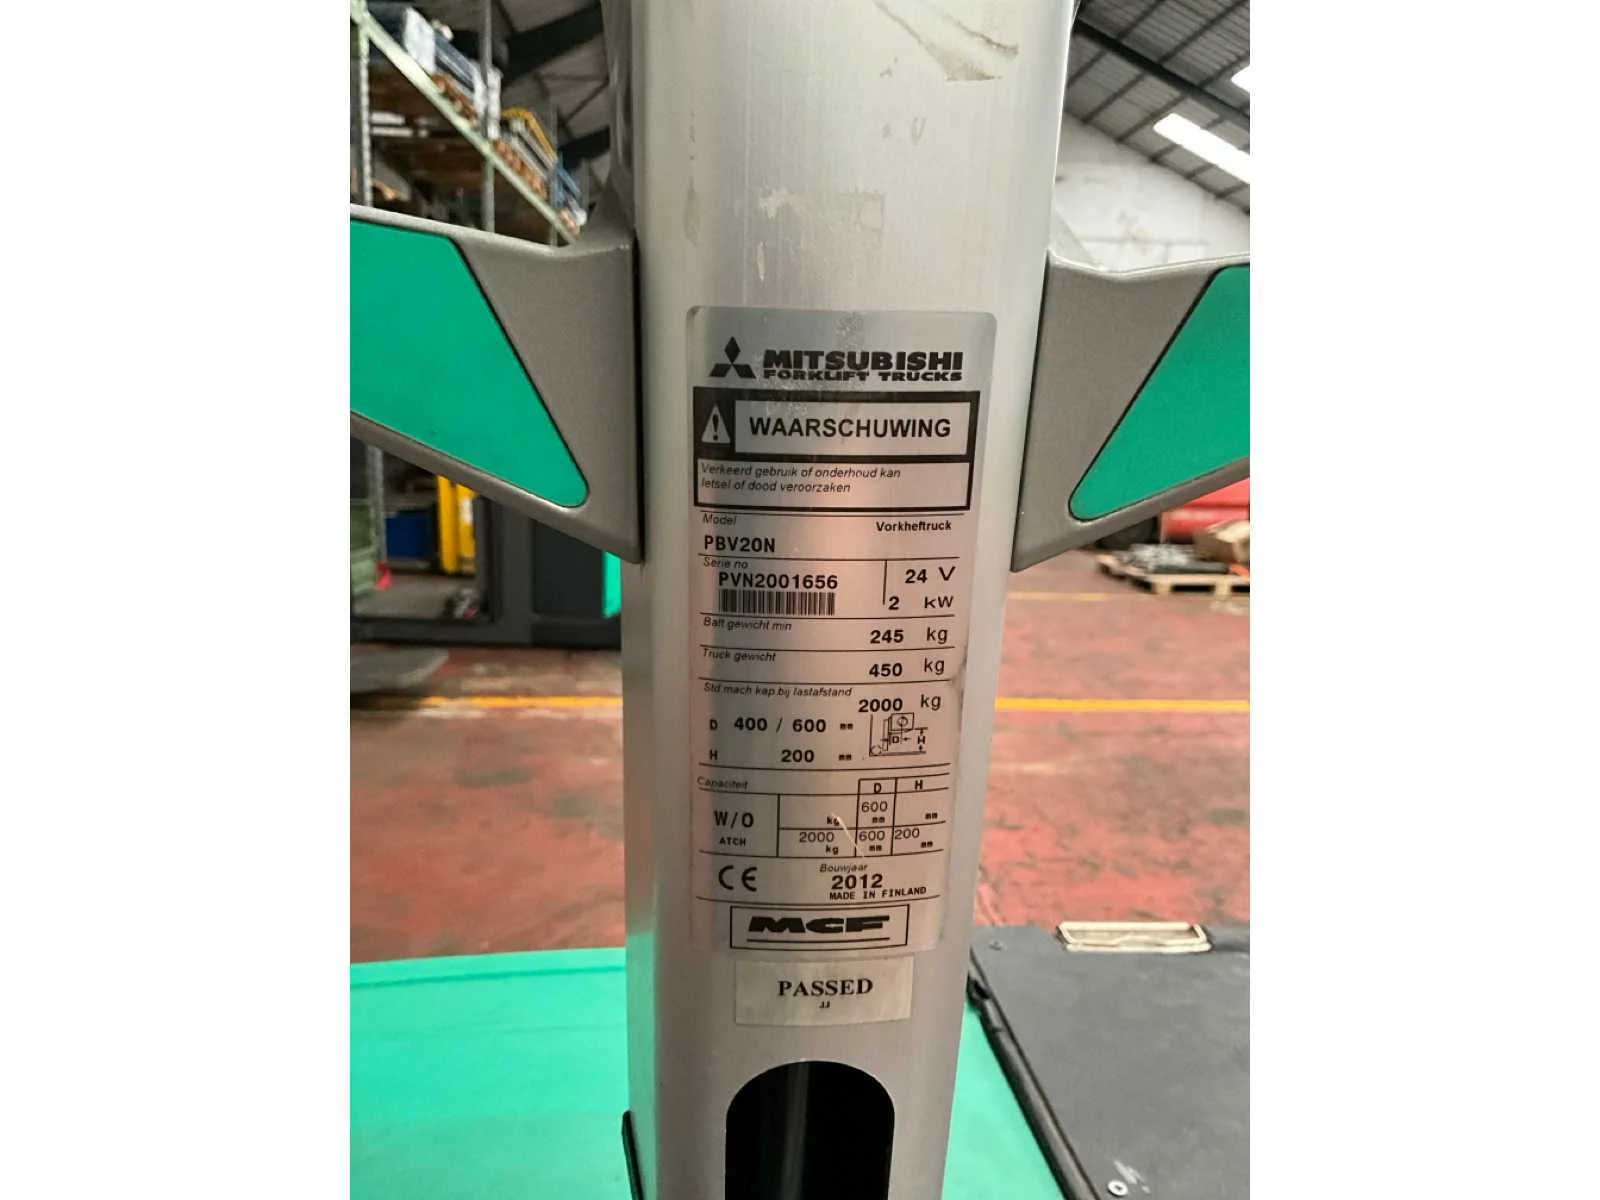 MITSUBISHI
FORKLIFT TRUCKS
WAARSCHUWING
Verkeerd gebruik of onderhoud kan
letsel of dood veroorzaken
Model Vorkheftruck
PBV20N
Serie no
PVN2001656 24 V
2 kW
Batt gewicht min
245 kg
Truck gewicht
450 kg
Std.mach kap bij lastafstand
2000 kg
D 400 / 600 mm
D H
H 200 mm
Capaciteit D H
W/O kg 600 mm mm
ATCH 2000 kg 600 mm 200 mm
CE Bouwjaar
2012
MADE IN FINLAND
MCF
PASSED
JJ